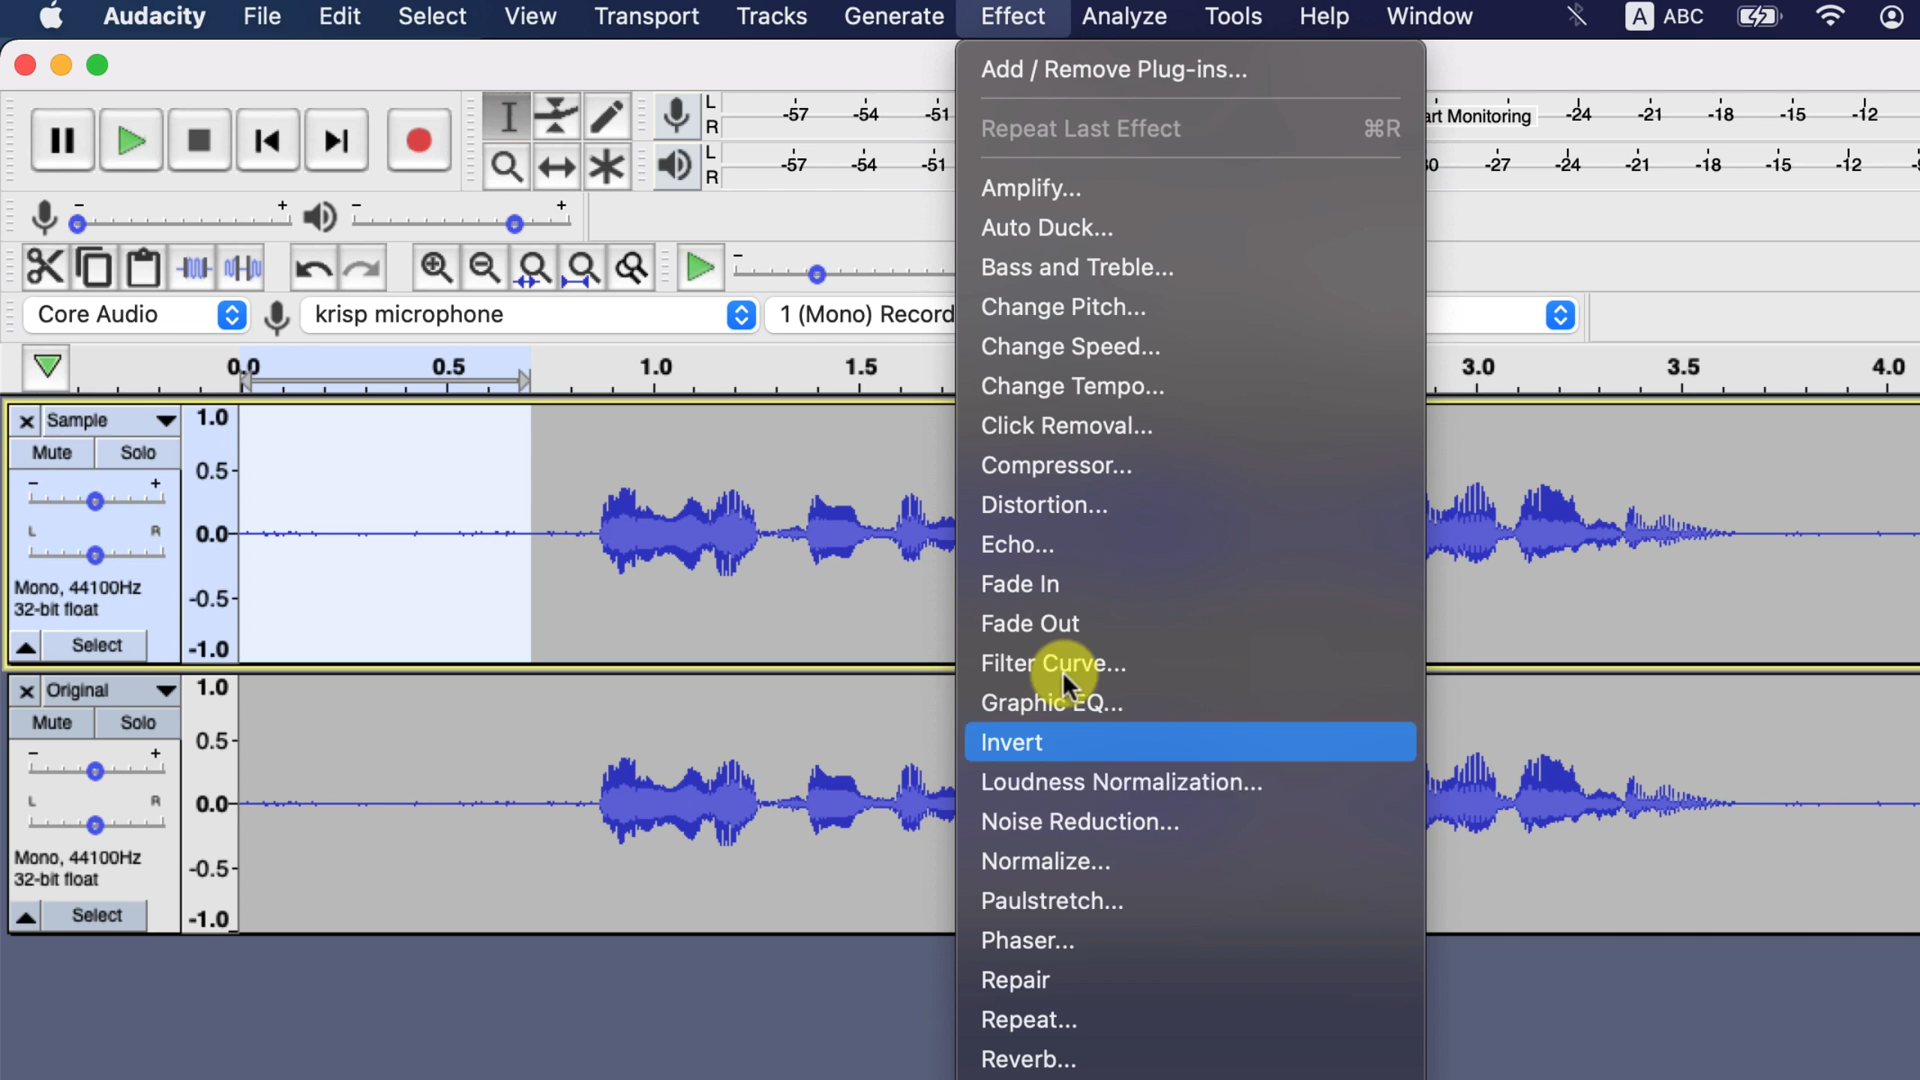 Audacity File Edit Select View Transport Tracks Generate Effect Analyze Tools Help Window A ABC
Add / Remove Plug-ins...
L -57 -54 -51 art Monitoring -24 -21 -18 -15 -12
R
Repeat Last Effect ⌘R
L -57 -54 -51 -27 -24 -21 -18 -15 -12
R
Amplify...
- + - +
Auto Duck...
- Bass and Treble...
Core Audio krisp microphone 1 (Mono) Record Change Pitch...
Change Speed...
0.0 0.5 1.0 1.5 3.0 3.5 4.0
Change Tempo...
× Sample 1.0
Click Removal...
Mute Solo
0.5
Compressor...
- +
Distortion...
L R 0.0
Echo...
Mono, 44100Hz
Fade In
32-bit float -0.5
Fade Out
Select -1.0
Filter Curve...
× Original 1.0
Graphic EQ...
Mute Solo
0.5
Invert
- +
Loudness Normalization...
L R 0.0
Noise Reduction...
Mono, 44100Hz
Normalize...
32-bit float -0.5
Paulstretch...
Select -1.0
Phaser...
Repair
Repeat...
Reverb...